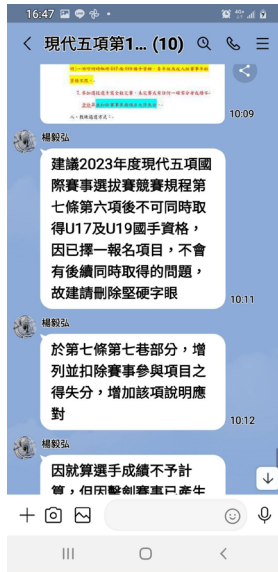 16:47
現代五項第1... (10)
10:09
楊毅弘
建議2023年度現代五項國
際賽事選拔賽競賽規程第
七條第六項後不可同時取
得U17及U19國手資格，
因已擇一報名項目，不會
有後續同時取得的問題，
故建請刪除堅硬字眼
10:11
楊毅弘
於第七條第七巷部分，增
列並扣除賽事參與項目之
得失分，增加該項說明應
對
10:12
楊毅弘
因就算選手成績不予計
算，但因擊劍賽事已產生